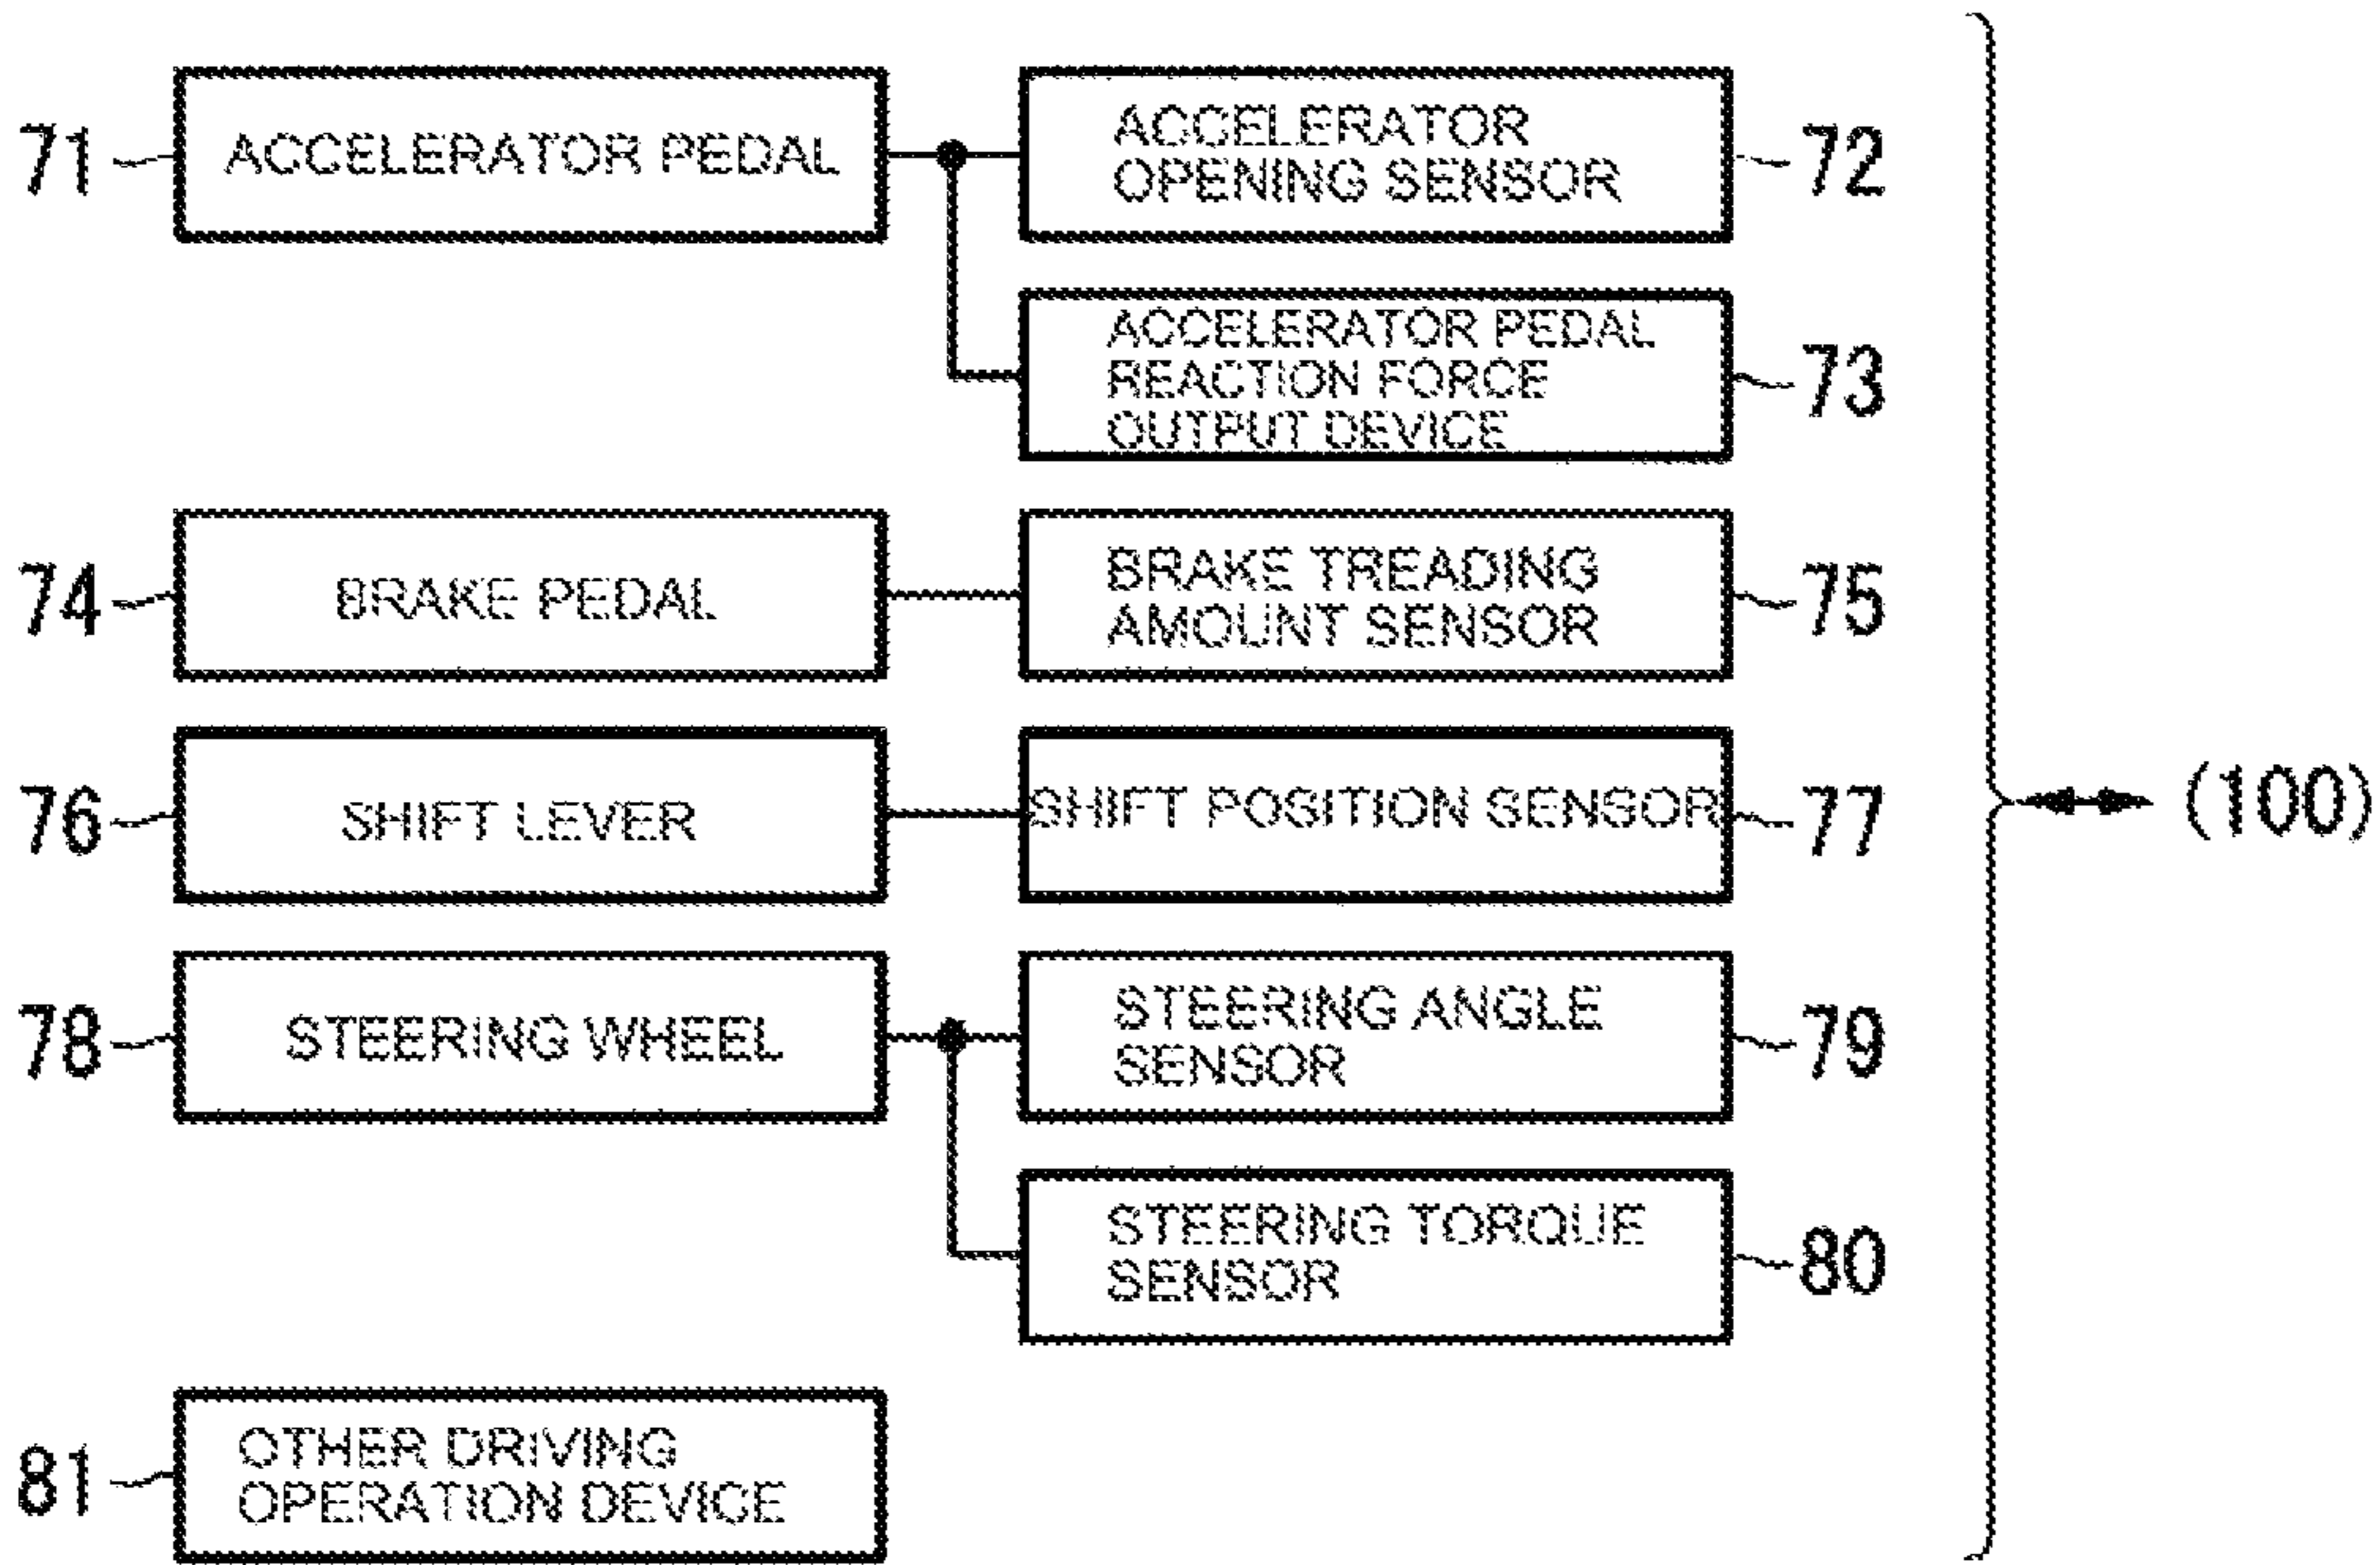 71
ACCELERATOR PEDAL
ACCELERATOR
OPENING SENSOR
72
ACCELERATOR PEDAL
REACTION FORCE
OUTPUT DEVICE
73
74
BRAKE PEDAL
BRAKE TREADING
AMOUNT SENSOR
75
76
SHIFT LEVER
SHIFT POSITION SENSOR
77
(100)
78
STEERING WHEEL
STEERING ANGLE
SENSOR
79
STEERING TORQUE
SENSOR
80
81
OTHER DRIVING
OPERATION DEVICE